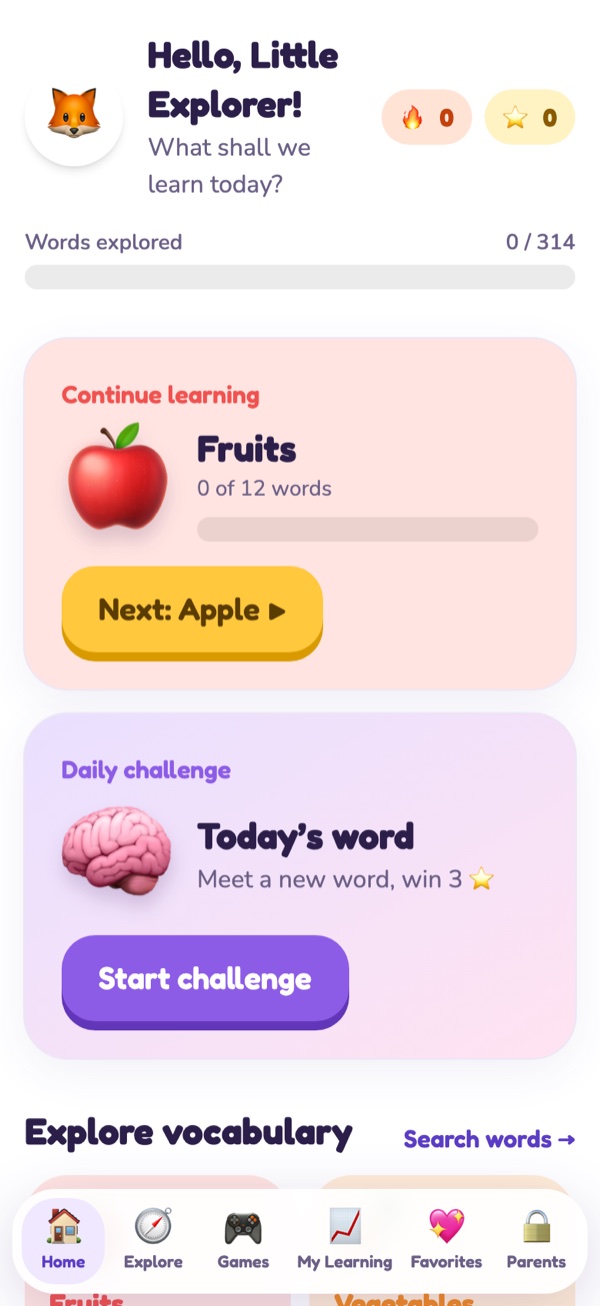 Hello, Little
Explorer!
What shall we
learn today?
0
0
Words explored
0 / 314
Continue learning
Fruits
0 of 12 words
Next: Apple ▶
Daily challenge
Today’s word
Meet a new word, win 3 ⭐
Start challenge
Explore vocabulary
Search words →
Home
Explore
Games
My Learning
Favorites
Parents
Fruits
Vegetables